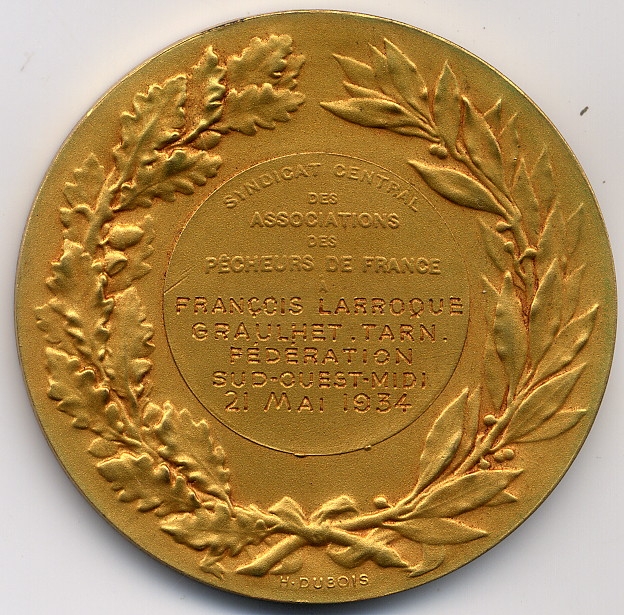 SYNDICAT CENTRAL
DES
ASSOCIATIONS
DES
PÊCHEURS DE FRANCE
À
FRANÇOIS LARROQUE
GRAULHET.TARN.
FÉDÉRATION
SUD-OUEST-MIDI
21 MAI 1934
H·DUBOIS